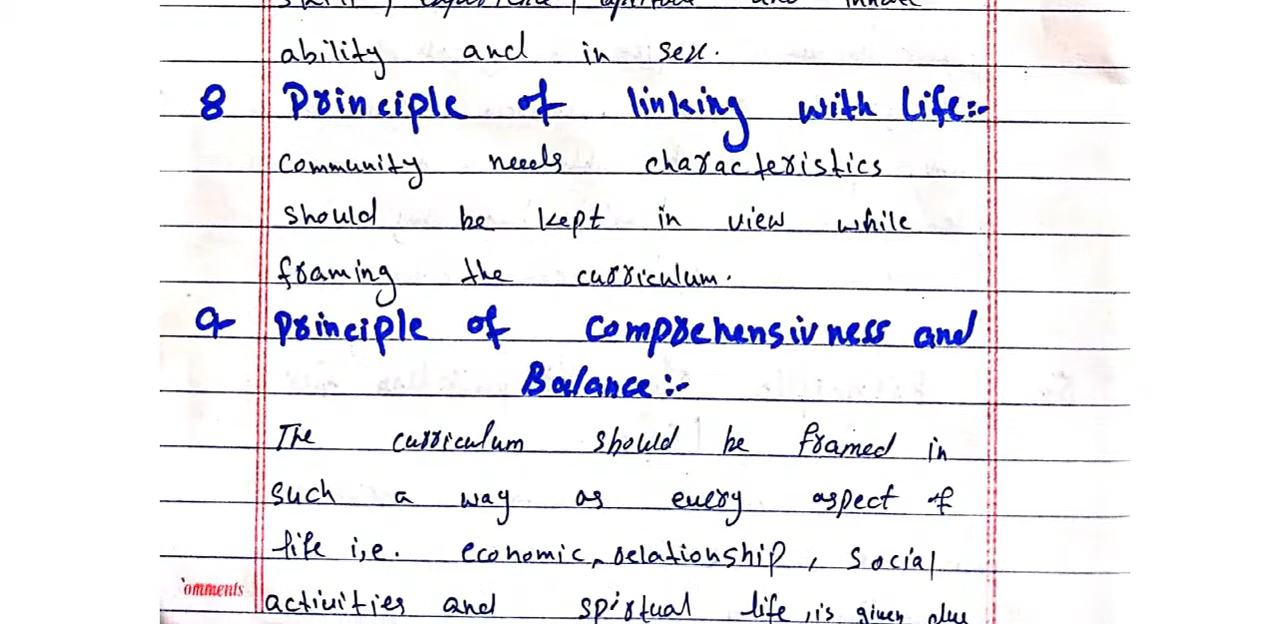 ability and in sex.
8 Principle of linking with Life:-
Community needs characteristics
should be kept in view while
framing the curriculum.
9 Principle of Comprehensivness and
Balance:-
The curriculum should be framed in
such a way as every aspect of
life i,e. economic, relationship, social
omments
activities and spirtual life, is given due